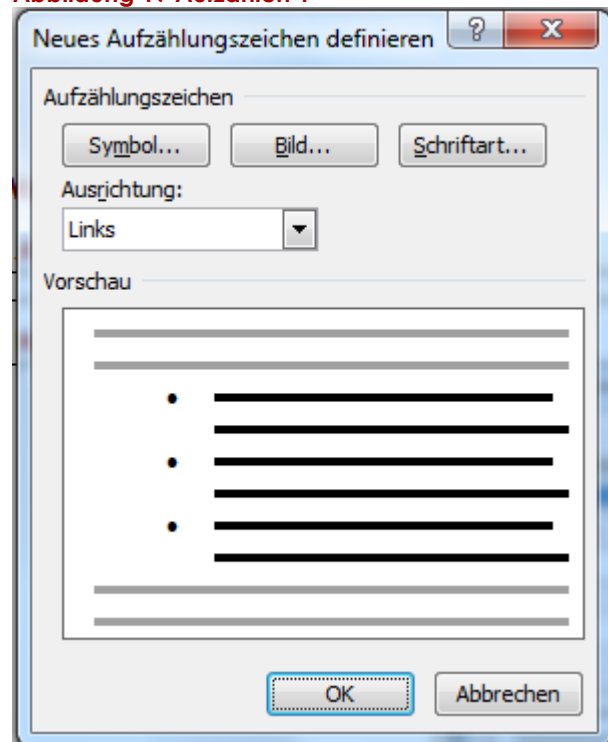 Neues Aufzählungszeichen definieren ?
Aufzählungszeichen
Symbol... Bild... Schriftart...
Ausrichtung:
Links
Vorschau
OK Abbrechen